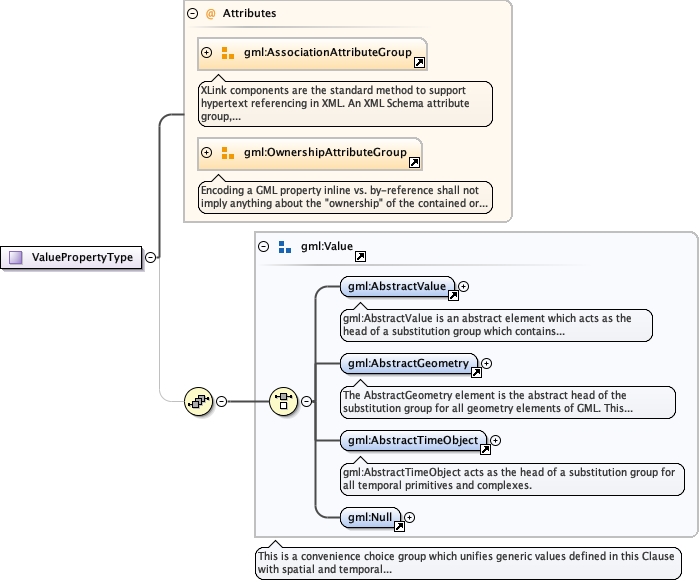 @ Attributes
gml:AssociationAttributeGroup
XLink components are the standard method to support
hypertext referencing in XML. An XML Schema attribute
group,...
gml:OwnershipAttributeGroup
Encoding a GML property inline vs. by-reference shall not
imply anything about the "ownership" of the contained or...
ValuePropertyType
gml:Value
gml:AbstractValue
gml:AbstractValue is an abstract element which acts as the
head of a substitution group which contains...
gml:AbstractGeometry
The AbstractGeometry element is the abstract head of the
substitution group for all geometry elements of GML. This...
gml:AbstractTimeObject
gml:AbstractTimeObject acts as the head of a substitution group for
all temporal primitives and complexes.
gml:Null
This is a convenience choice group which unifies generic values defined in this Clause
with spatial and temporal...